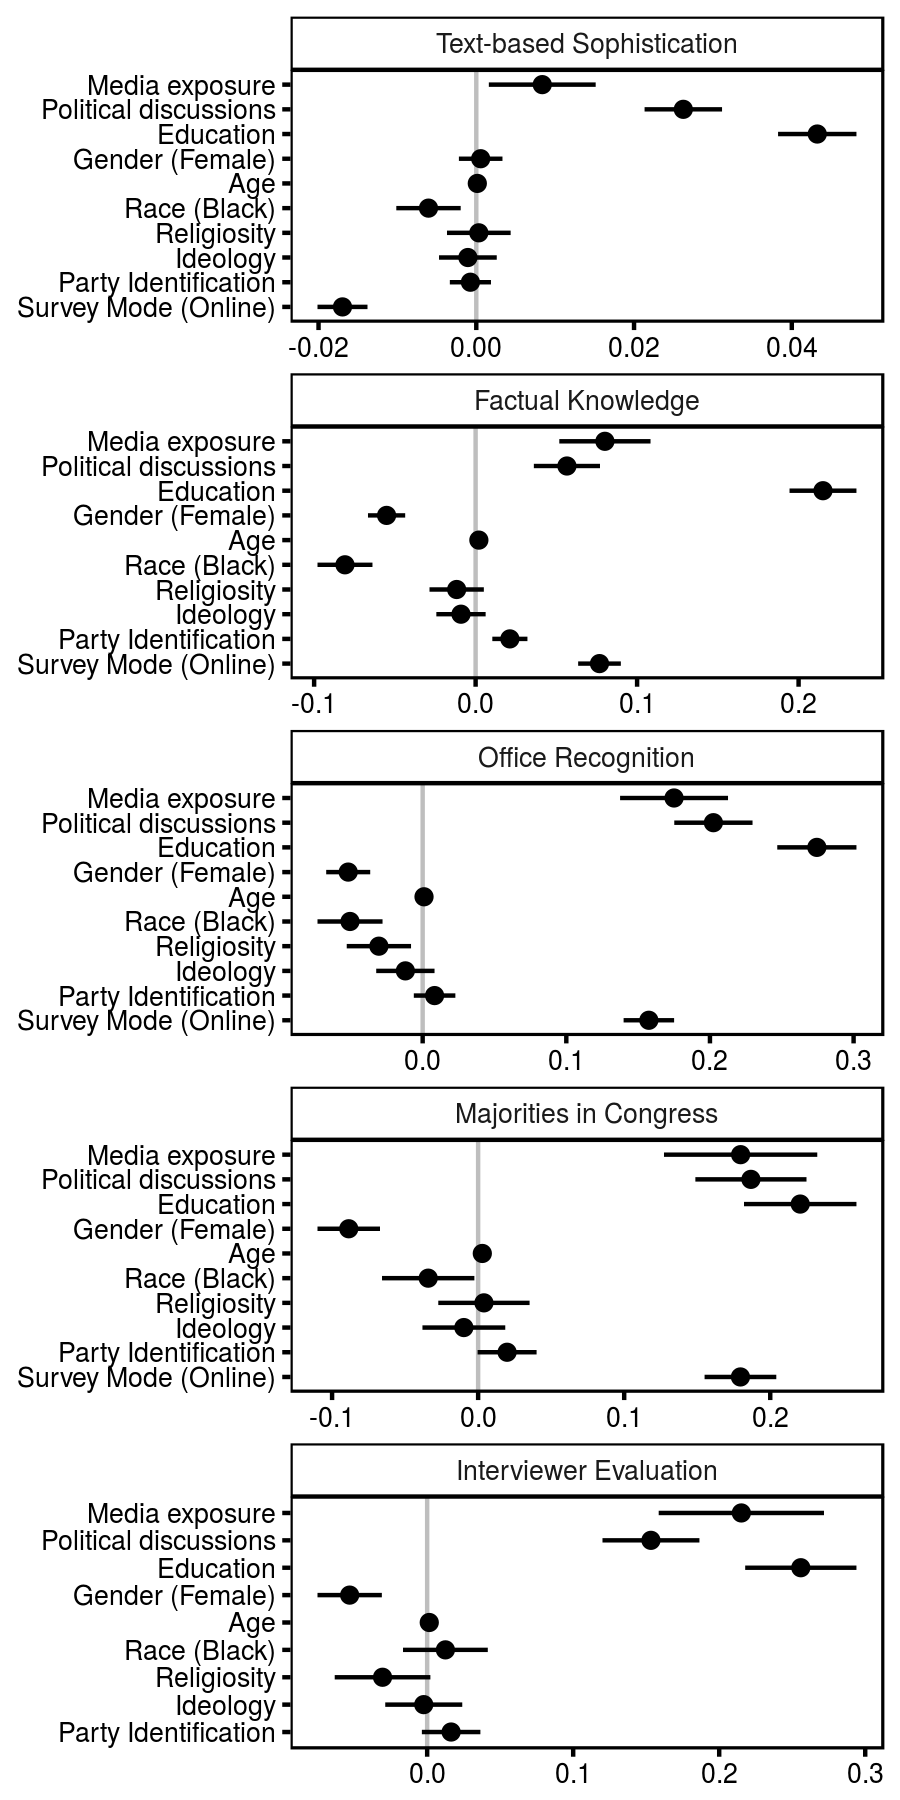 Text-based Sophistication
Media exposure
Political discussions
Education
Gender (Female)
Age
Race (Black)
Religiosity
Ideology
Party Identification
Survey Mode (Online)
-0.02 0.00 0.02 0.04
Factual Knowledge
Media exposure
Political discussions
Education
Gender (Female)
Age
Race (Black)
Religiosity
Ideology
Party Identification
Survey Mode (Online)
-0.1 0.0 0.1 0.2
Office Recognition
Media exposure
Political discussions
Education
Gender (Female)
Age
Race (Black)
Religiosity
Ideology
Party Identification
Survey Mode (Online)
0.0 0.1 0.2 0.3
Majorities in Congress
Media exposure
Political discussions
Education
Gender (Female)
Age
Race (Black)
Religiosity
Ideology
Party Identification
Survey Mode (Online)
-0.1 0.0 0.1 0.2
Interviewer Evaluation
Media exposure
Political discussions
Education
Gender (Female)
Age
Race (Black)
Religiosity
Ideology
Party Identification
0.0 0.1 0.2 0.3